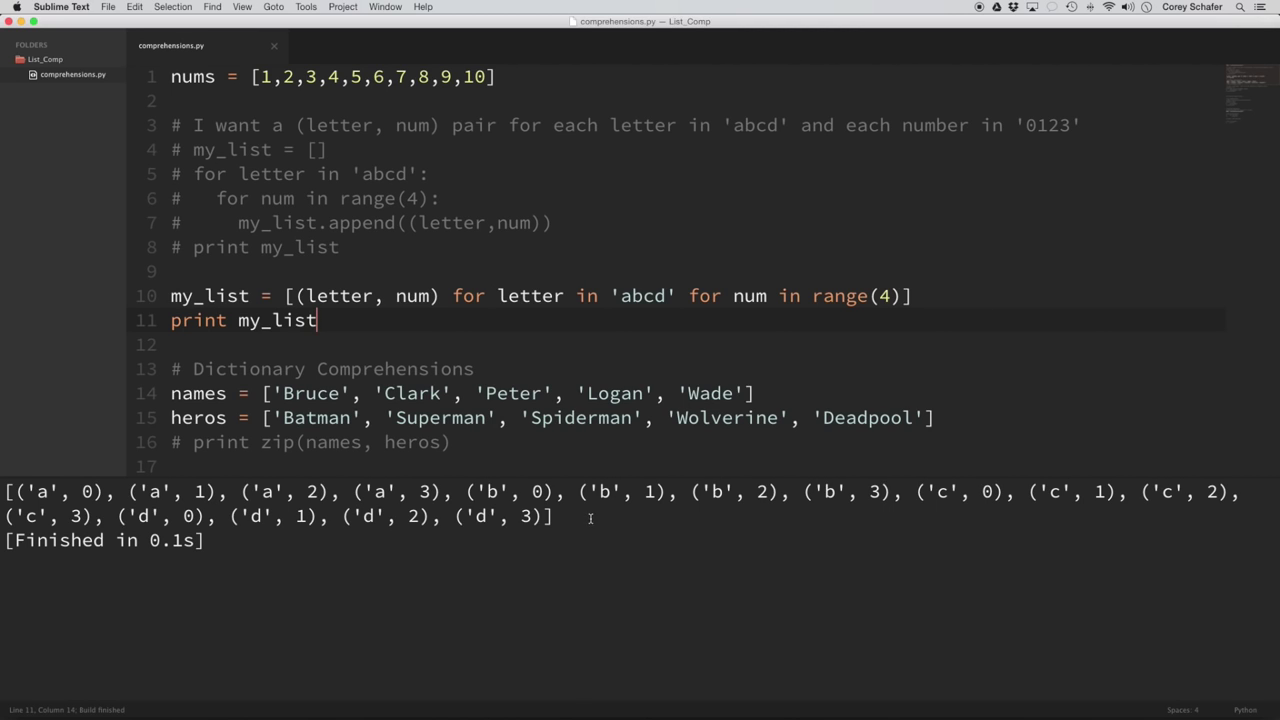 Sublime Text File Edit Selection Find View Goto Tools Project Window Help Corey Schafer
comprehensions.py — List_Comp
FOLDERS
List_Comp
comprehensions.py
comprehensions.py
1 nums = [1,2,3,4,5,6,7,8,9,10]
2
3 # I want a (letter, num) pair for each letter in 'abcd' and each number in '0123'
4 # my_list = []
5 # for letter in 'abcd':
6 #   for num in range(4):
7 #     my_list.append((letter,num))
8 # print my_list
9
10 my_list = [(letter, num) for letter in 'abcd' for num in range(4)]
11 print my_list
12
13 # Dictionary Comprehensions
14 names = ['Bruce', 'Clark', 'Peter', 'Logan', 'Wade']
15 heros = ['Batman', 'Superman', 'Spiderman', 'Wolverine', 'Deadpool']
16 # print zip(names, heros)
17
[('a', 0), ('a', 1), ('a', 2), ('a', 3), ('b', 0), ('b', 1), ('b', 2), ('b', 3), ('c', 0), ('c', 1), ('c', 2),
('c', 3), ('d', 0), ('d', 1), ('d', 2), ('d', 3)]
[Finished in 0.1s]
Line 11, Column 14; Build finished Spaces: 4 Python